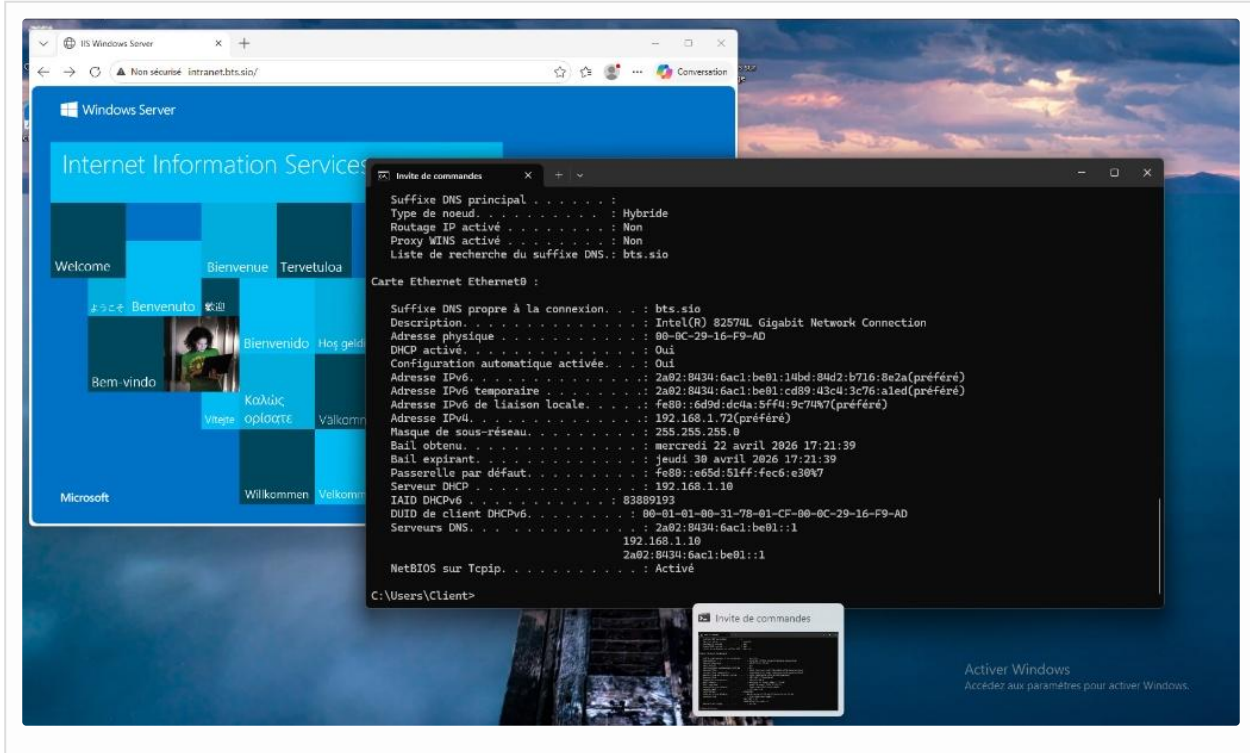 IIS Windows Server
Non sécurisé intranet.bts.sio/
Conversation
Windows Server
Internet Information Services
Welcome
Bienvenue
Tervetuloa
ようこそ
Benvenuto
歡迎
Bienvenido
Hoş geldi
Bem-vindo
Vítejte
Καλώς
ορίσατε
Välkomm
Microsoft
Willkommen
Velkomm
Invite de commandes
Suffixe DNS principal . . . . . . :
Type de noeud. . . . . . . . . . : Hybride
Routage IP activé . . . . . . . . : Non
Proxy WINS activé . . . . . . . . : Non
Liste de recherche du suffixe DNS.: bts.sio
Carte Ethernet Ethernet0 :
Suffixe DNS propre à la connexion. . . : bts.sio
Description. . . . . . . . . . . . . . : Intel(R) 82574L Gigabit Network Connection
Adresse physique . . . . . . . . . . . : 00-0C-29-16-F9-AD
DHCP activé. . . . . . . . . . . . . . : Oui
Configuration automatique activée. . . : Oui
Adresse IPv6. . . . . . . . . . . . . .: 2a02:8434:6ac1:be01:14bd:84d2:b716:8e2a(préféré)
Adresse IPv6 temporaire . . . . . . . .: 2a02:8434:6ac1:be01:cd89:43c4:3c76:a1ed(préféré)
Adresse IPv6 de liaison locale. . . . .: fe80::6d9d:dc4a:5ff4:9c74%7(préféré)
Adresse IPv4. . . . . . . . . . . . . .: 192.168.1.72(préféré)
Masque de sous-réseau. . . . . . . . . : 255.255.255.0
Bail obtenu. . . . . . . . . . . . . . : mercredi 22 avril 2026 17:21:39
Bail expirant. . . . . . . . . . . . . : jeudi 30 avril 2026 17:21:39
Passerelle par défaut. . . . . . . . . : fe80::e65d:51ff:fec6:e30%7
Serveur DHCP . . . . . . . . . . . . . : 192.168.1.10
IAID DHCPv6 . . . . . . . . . . . : 83889193
DUID de client DHCPv6. . . . . . . . : 00-01-01-00-31-78-01-CF-00-0C-29-16-F9-AD
Serveurs DNS. . . . . . . . . . . . . : 2a02:8434:6ac1:be01::1
192.168.1.10
2a02:8434:6ac1:be01::1
NetBIOS sur Tcpip. . . . . . . . . . . : Activé
C:\Users\Client>
Invite de commandes
Activer Windows
Accédez aux paramètres pour activer Windows.